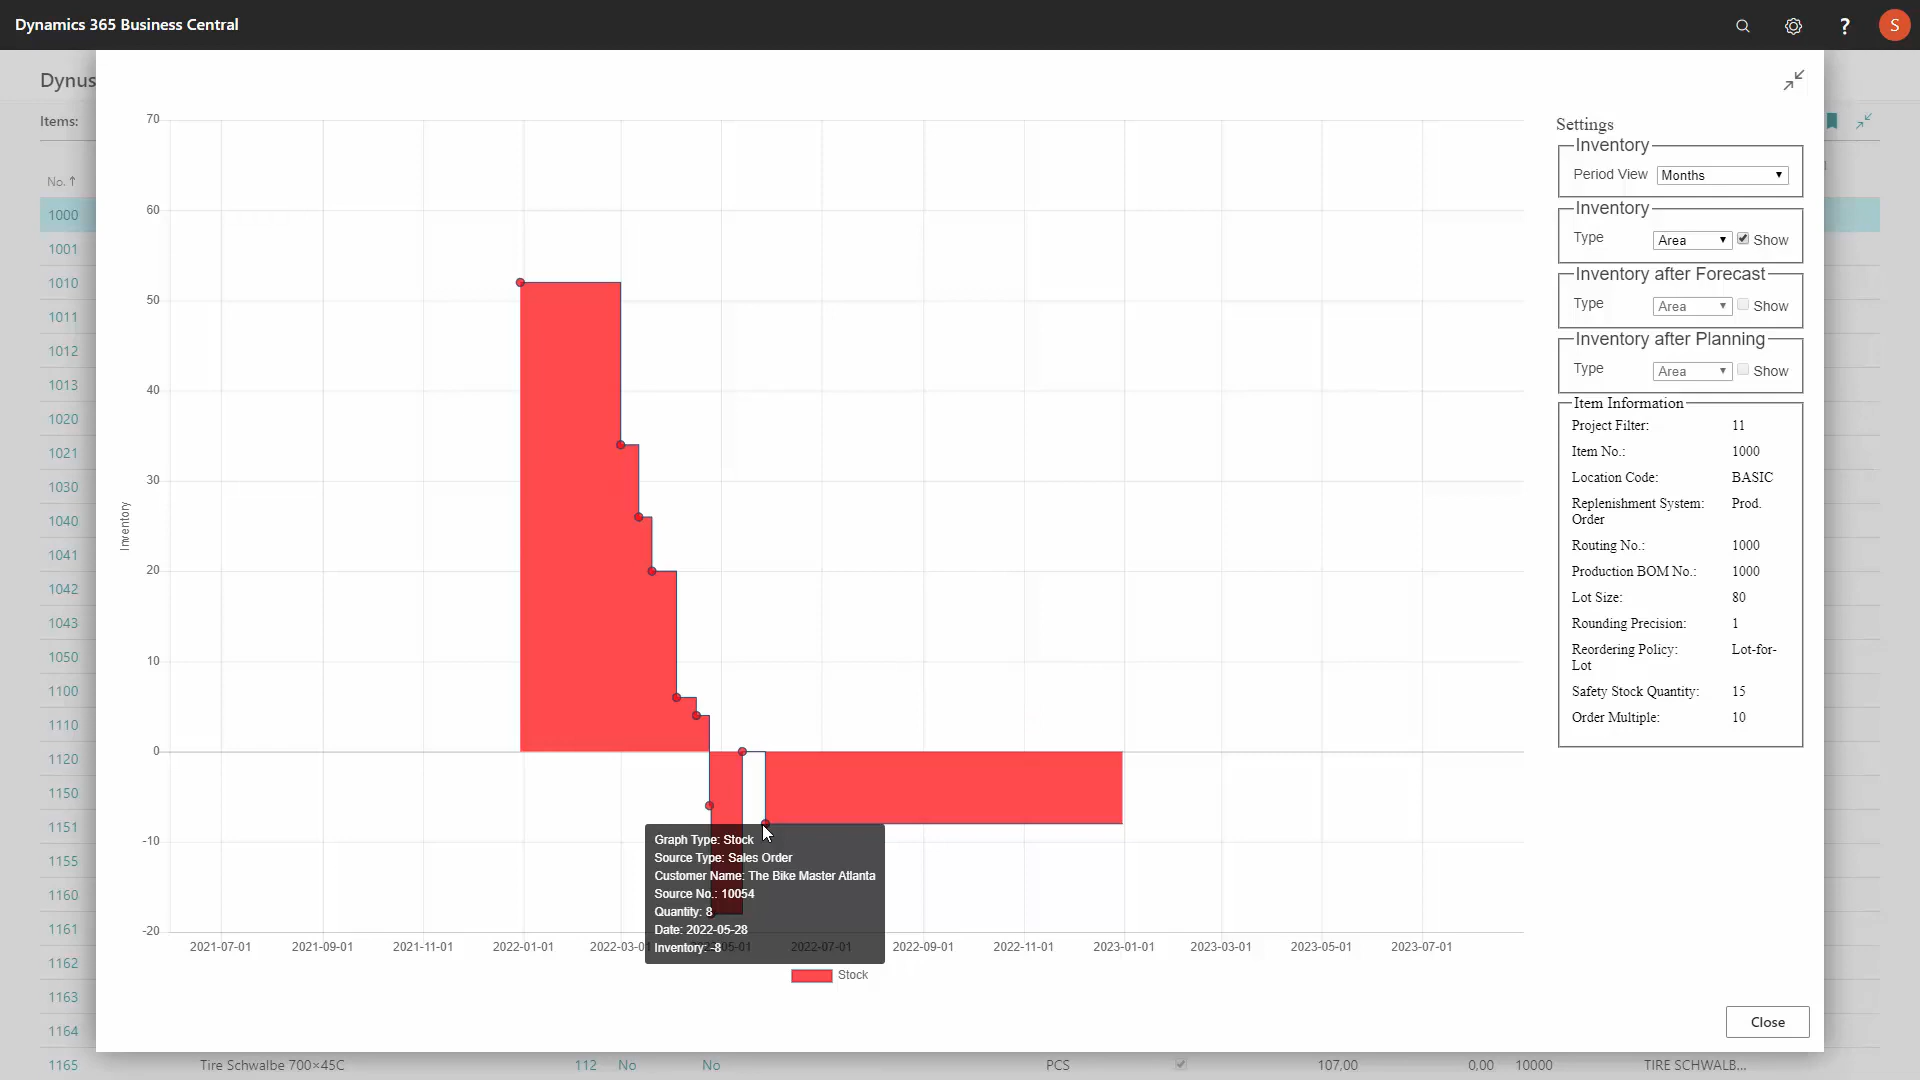 Dynamics 365 Business Central
?
S
Dynus
Items:
No. ↑
1000
1001
1010
1011
1012
1013
1020
1021
1030
1040
1041
1042
1043
1050
1100
1110
1120
1150
1151
1155
1160
1161
1162
1163
1164
1165 Tire Schwalbe 700×45C 112 No No PCS 107,00 0,00 10000 TIRE SCHWALB...
Inventory
70
60
50
40
30
20
10
0
-10
-20
2021-07-01 2021-09-01 2021-11-01 2022-01-01 2022-03-01 2022-05-01 2022-07-01 2022-09-01 2022-11-01 2023-01-01 2023-03-01 2023-05-01 2023-07-01
Graph Type: Stock
Source Type: Sales Order
Customer Name: The Bike Master Atlanta
Source No.: 10054
Quantity: 8
Date: 2022-05-28
Inventory: -8
Stock
Settings
Inventory
Period View Months
Inventory
Type Area Show
Inventory after Forecast
Type Area Show
Inventory after Planning
Type Area Show
Item Information
Project Filter: 11
Item No.: 1000
Location Code: BASIC
Replenishment System: Prod.
Order
Routing No.: 1000
Production BOM No.: 1000
Lot Size: 80
Rounding Precision: 1
Reordering Policy: Lot-for-
Lot
Safety Stock Quantity: 15
Order Multiple: 10
Close